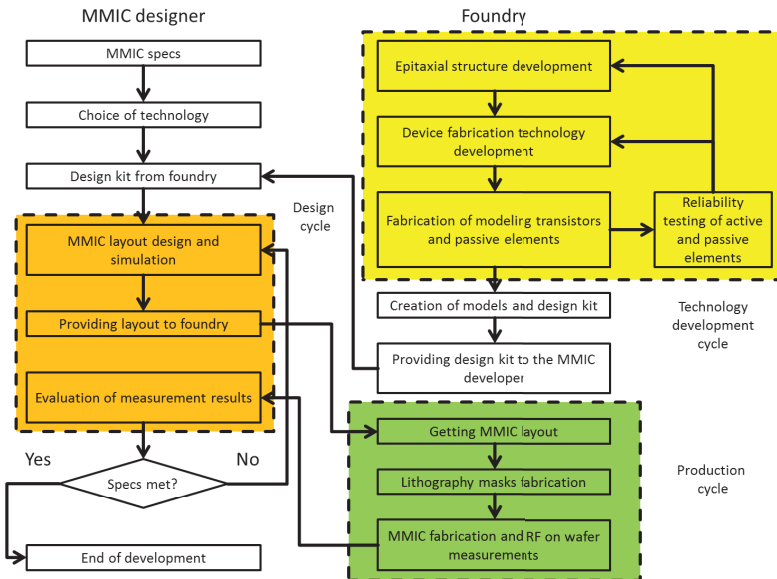 MMIC designer
MMIC specs
Choice of technology
Design kit from foundry
MMIC layout design and
simulation
Providing layout to foundry
Evaluation of measurement results
Yes
No
Specs met?
End of development
Design
cycle
Foundry
Epitaxial structure development
Device fabrication technology
development
Fabrication of modeling transistors
and passive elements
Reliability
testing of active
and passive
elements
Creation of models and design kit
Providing design kit to the MMIC
developer
Technology
development
cycle
Getting MMIC layout
Lithography masks fabrication
MMIC fabrication and RF on wafer
measurements
Production
cycle